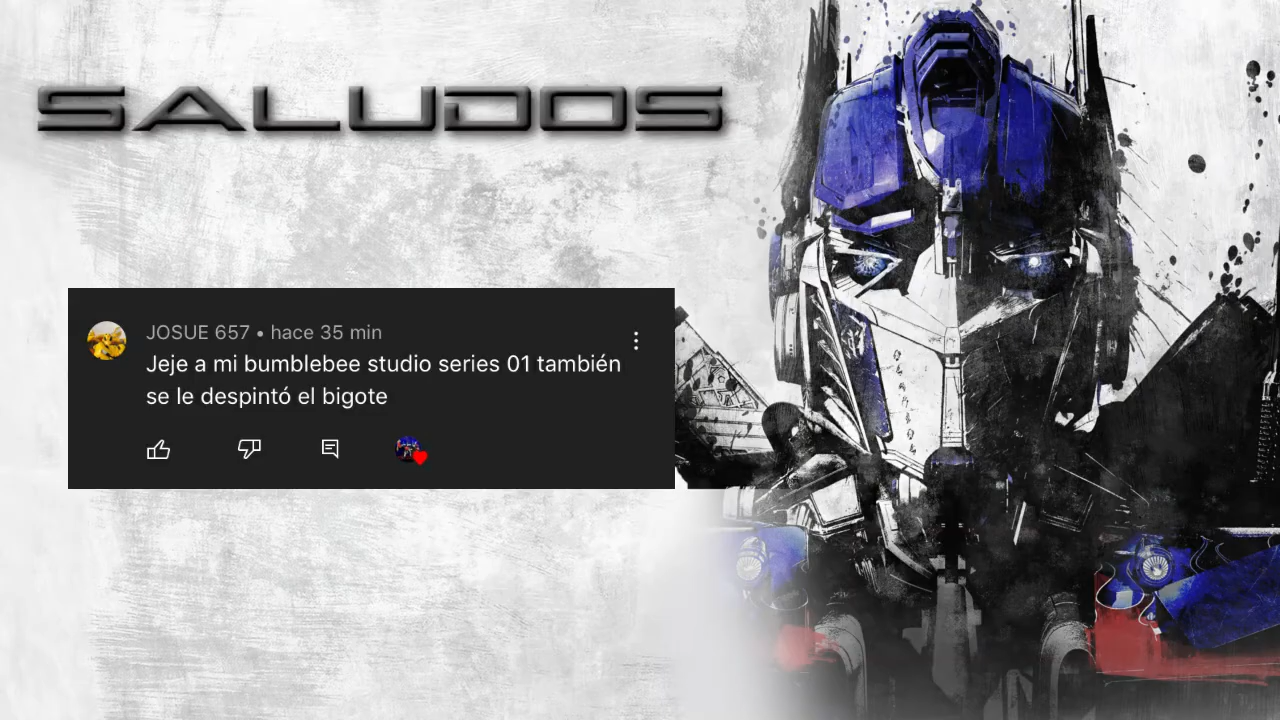 SALUDOS
JOSUE 657 • hace 35 min
Jeje a mi bumblebee studio series 01 también
se le despintó el bigote